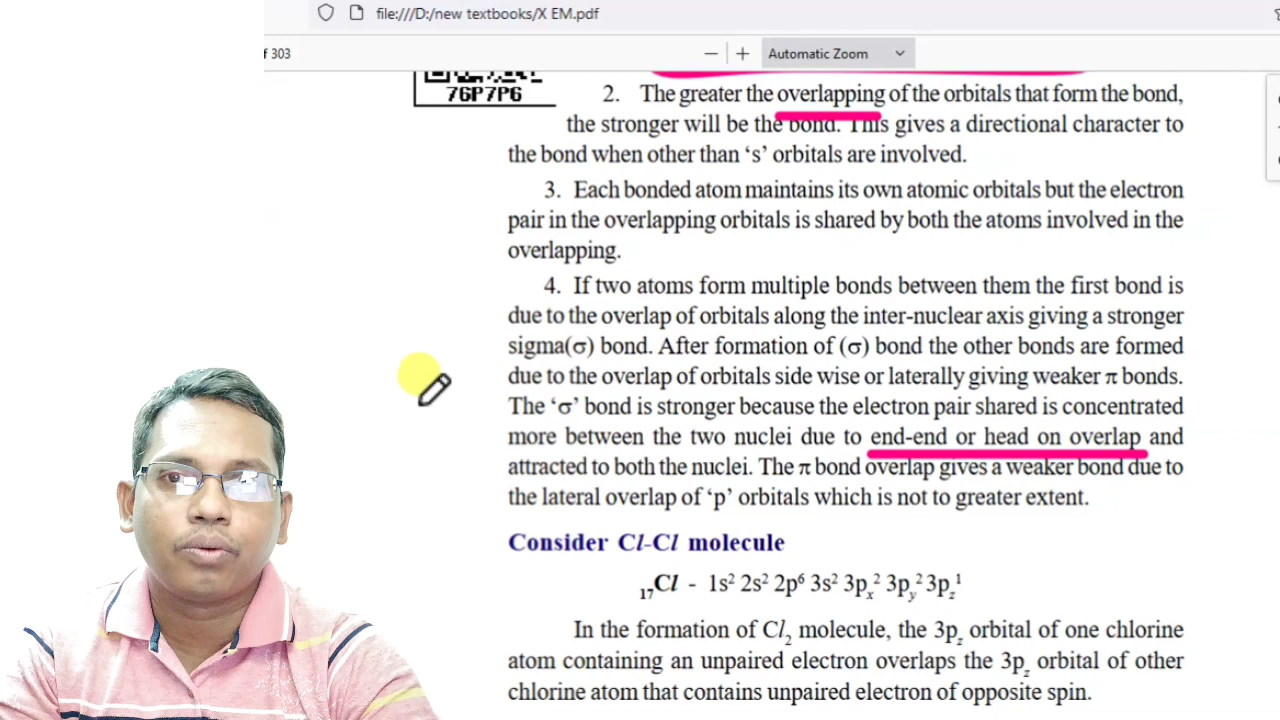 file:///D:/new textbooks/X EM.pdf
f 303
Automatic Zoom
76P7P6
2. The greater the overlapping of the orbitals that form the bond,
the stronger will be the bond. This gives a directional character to
the bond when other than ‘s’ orbitals are involved.
3. Each bonded atom maintains its own atomic orbitals but the electron
pair in the overlapping orbitals is shared by both the atoms involved in the
overlapping.
4. If two atoms form multiple bonds between them the first bond is
due to the overlap of orbitals along the inter-nuclear axis giving a stronger
sigma(σ) bond. After formation of (σ) bond the other bonds are formed
due to the overlap of orbitals side wise or laterally giving weaker π bonds.
The ‘σ’ bond is stronger because the electron pair shared is concentrated
more between the two nuclei due to end-end or head on overlap and
attracted to both the nuclei. The π bond overlap gives a weaker bond due to
the lateral overlap of ‘p’ orbitals which is not to greater extent.
Consider Cl-Cl molecule
₁₇Cl - 1s² 2s² 2p⁶ 3s² 3pₓ² 3p_y² 3p_z¹
In the formation of Cl₂ molecule, the 3p_z orbital of one chlorine
atom containing an unpaired electron overlaps the 3p_z orbital of other
chlorine atom that contains unpaired electron of opposite spin.